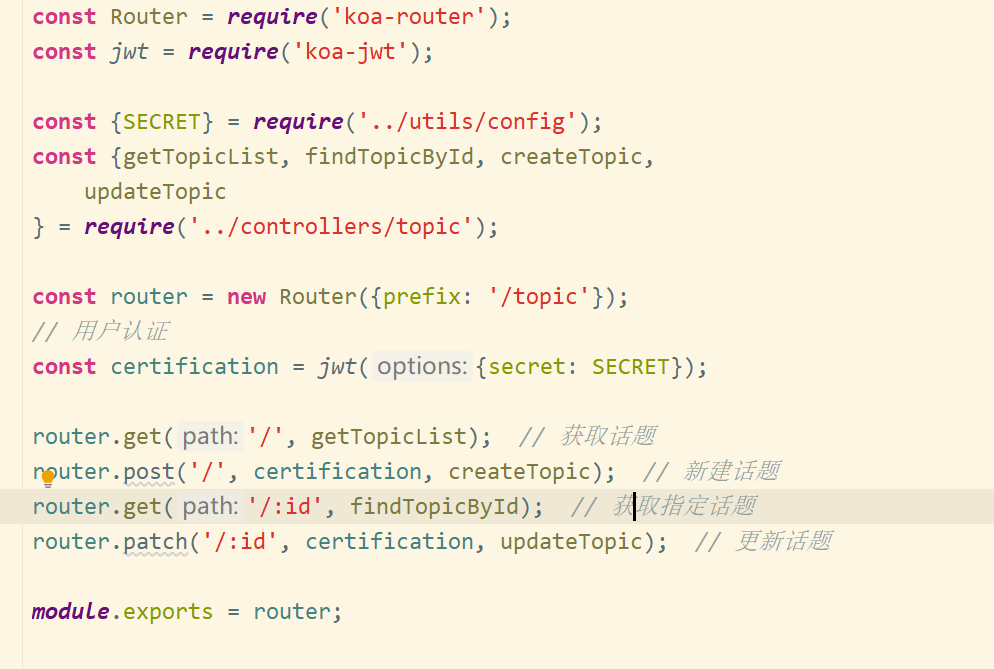 const Router = require('koa-router');
const jwt = require('koa-jwt');
const {SECRET} = require('../utils/config');
const {getTopicList, findTopicById, createTopic,
updateTopic
} = require('../controllers/topic');
const router = new Router({prefix: '/topic'});
// 用户认证
const certification = jwt( options: {secret: SECRET});
router.get( path: '/', getTopicList); // 获取话题
router.post('/', certification, createTopic); // 新建话题
router.get( path: '/:id', findTopicById); // 获取指定话题
router.patch('/:id', certification, updateTopic); // 更新话题
module.exports = router;